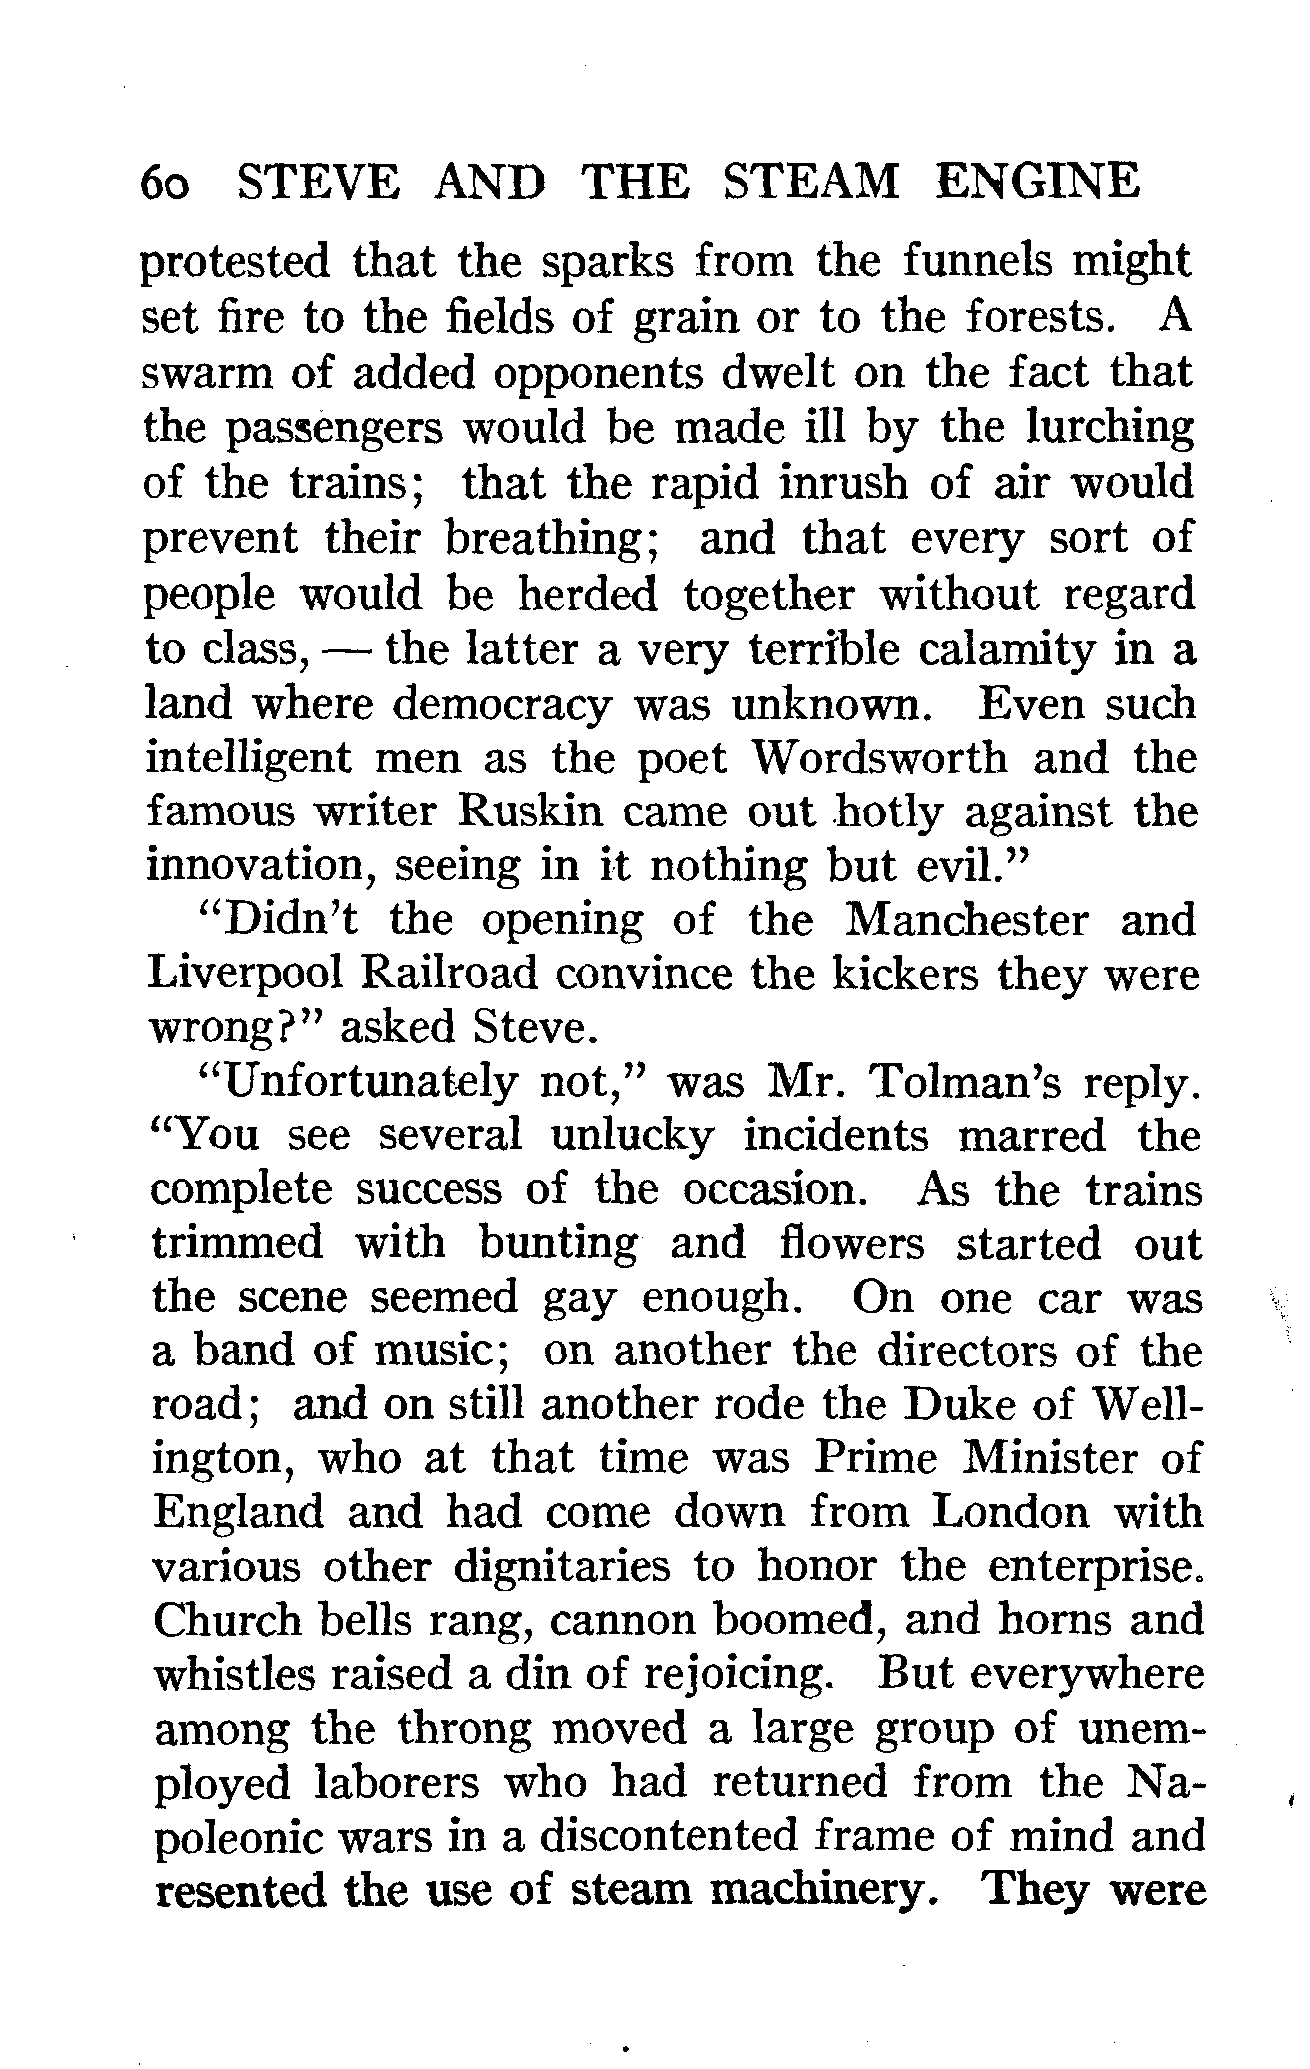 60 STEVE AND THE STEAM ENGINE
protested that the sparks from the funnels might
set fire to the fields of grain or to the forests. A
swarm of added opponents dwelt on the fact that
the passengers would be made ill by the lurching
of the trains; that the rapid inrush of air would
prevent their breathing; and that every sort of
people would be herded together without regard
to class, — the latter a very terrible calamity in a
land where democracy was unknown. Even such
intelligent men as the poet Wordsworth and the
famous writer Ruskin came out hotly against the
innovation, seeing in it nothing but evil."
"Didn't the opening of the Manchester and
Liverpool Railroad convince the kickers they were
wrong?" asked Steve.
"Unfortunately not," was Mr. Tolman's reply.
"You see several unlucky incidents marred the
complete success of the occasion. As the trains
trimmed with bunting and flowers started out
the scene seemed gay enough. On one car was
a band of music; on another the directors of the
road; and on still another rode the Duke of Well-
ington, who at that time was Prime Minister of
England and had come down from London with
various other dignitaries to honor the enterprise.
Church bells rang, cannon boomed, and horns and
whistles raised a din of rejoicing. But everywhere
among the throng moved a large group of unem-
ployed laborers who had returned from the Na-
poleonic wars in a discontented frame of mind and
resented the use of steam machinery. They were